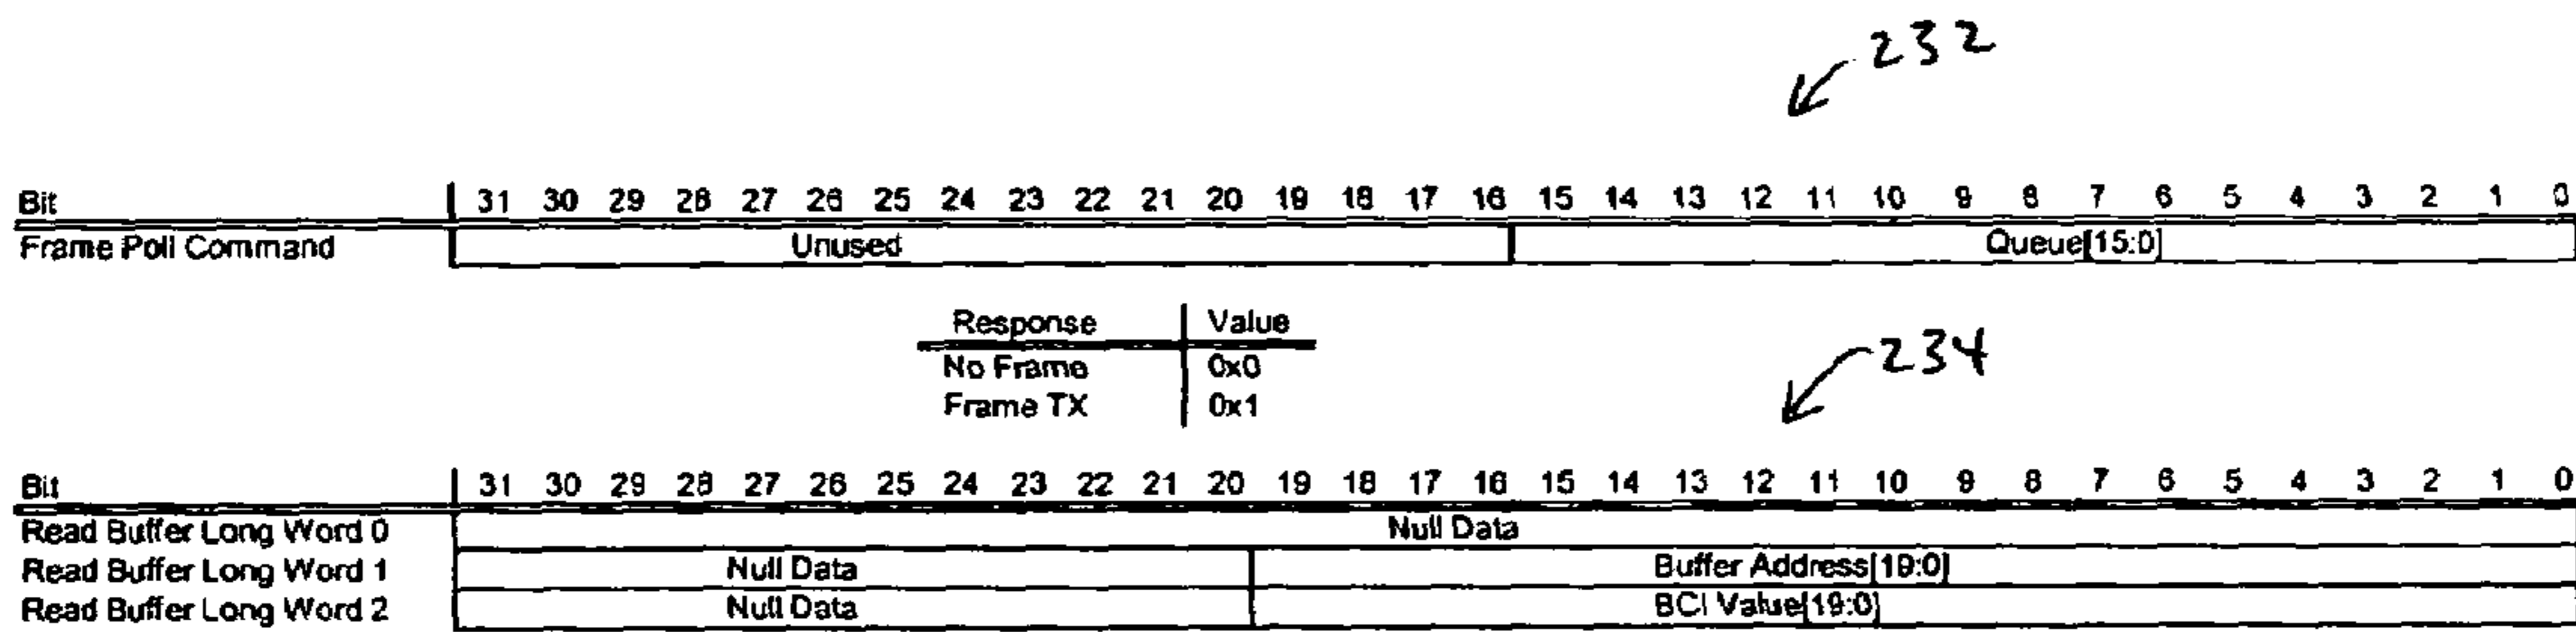 232
Bit 31 30 29 28 27 26 25 24 23 22 21 20 19 18 17 16 15 14 13 12 11 10 9 8 7 6 5 4 3 2 1 0
Frame Poll Command Unused Queue[15:0]
Response Value
No Frame 0x0
Frame TX 0x1
234
Bit 31 30 29 28 27 26 25 24 23 22 21 20 19 18 17 16 15 14 13 12 11 10 9 8 7 6 5 4 3 2 1 0
Read Buffer Long Word 0 Null Data
Read Buffer Long Word 1 Null Data Buffer Address[19:0]
Read Buffer Long Word 2 Null Data BCI Value[19:0]